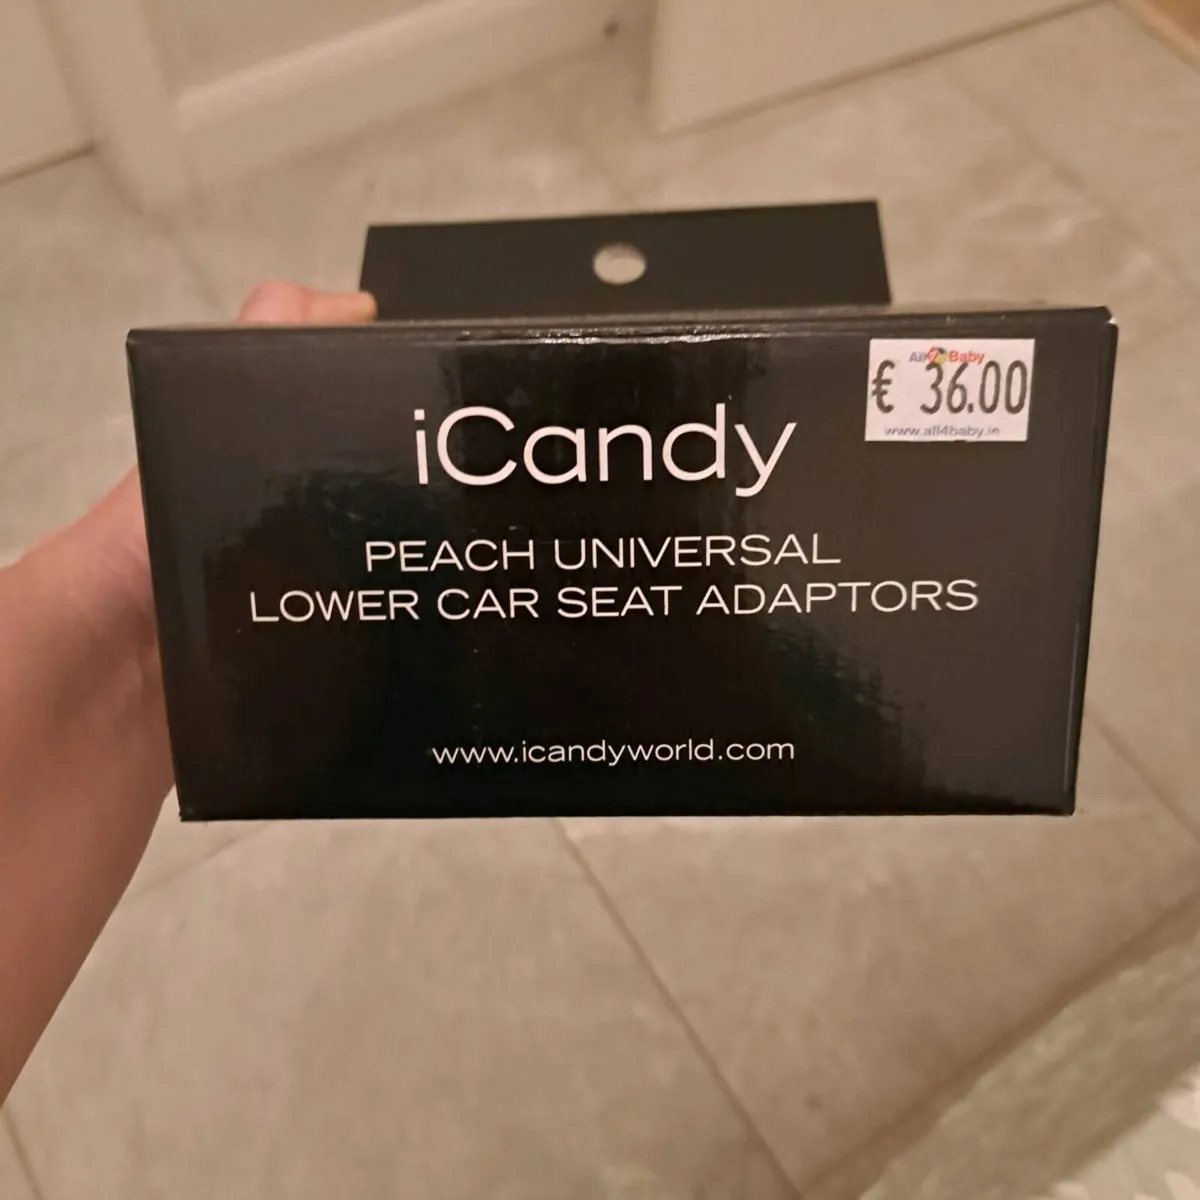 All4Baby
€ 36.00
www.all4baby.ie
iCandy
PEACH UNIVERSAL
LOWER CAR SEAT ADAPTORS
www.icandyworld.com